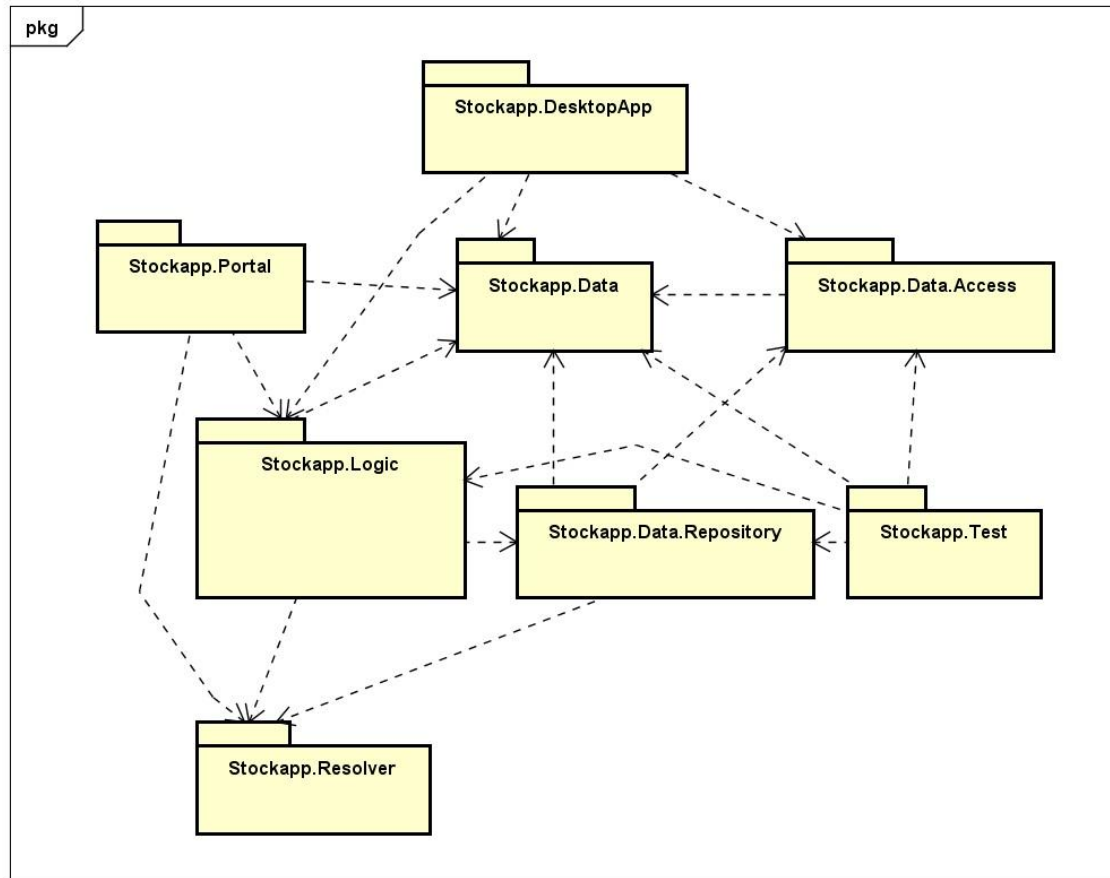 pkg
Stockapp.DesktopApp
Stockapp.Portal
Stockapp.Data
Stockapp.Data.Access
Stockapp.Logic
Stockapp.Data.Repository
Stockapp.Test
Stockapp.Resolver